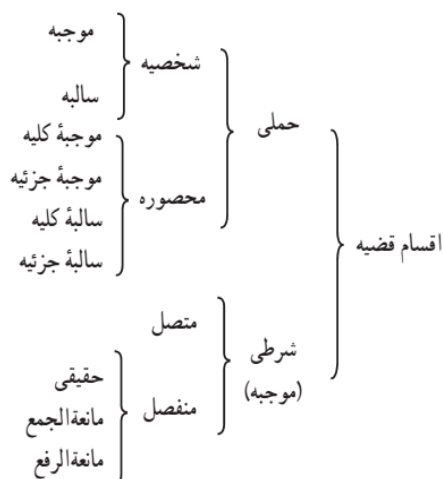 اقسام قضیه
حملی
شخصیه
موجبه
سالبه
محصوره
موجبهٔ کلیه
موجبهٔ جزئیه
سالبهٔ کلیه
سالبهٔ جزئیه
شرطی
(موجبه)
متصل
منفصل
حقیقی
مانعةالجمع
مانعةالرفع